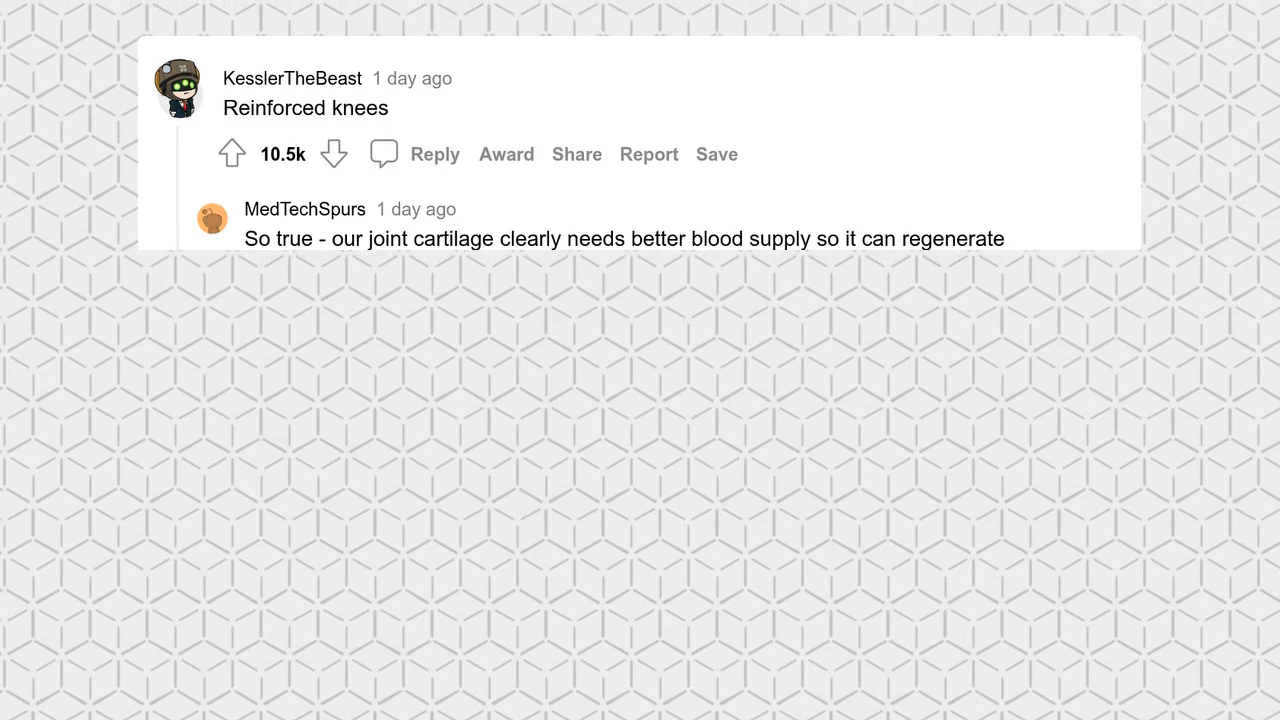 KesslerTheBeast 1 day ago
Reinforced knees
10.5k Reply Award Share Report Save
MedTechSpurs 1 day ago
So true - our joint cartilage clearly needs better blood supply so it can regenerate